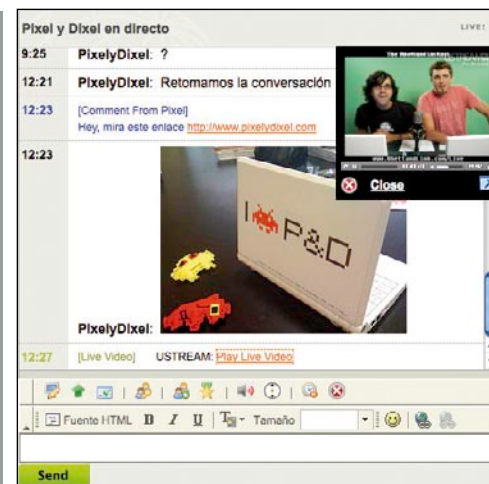 Pixel y Dixel en directo
LIVE!
9:25 PixelyDixel: ?
12:21 PixelyDixel: Retomamos la conversación
12:23 [Comment From Pixel]
Hey, mira este enlace http://www.pixelydixel.com
Close
12:23
I P&D
PixelyDixel:
12:27 [Live Video] USTREAM: Play Live Video
Fuente HTML B I U T Tamaño
Send